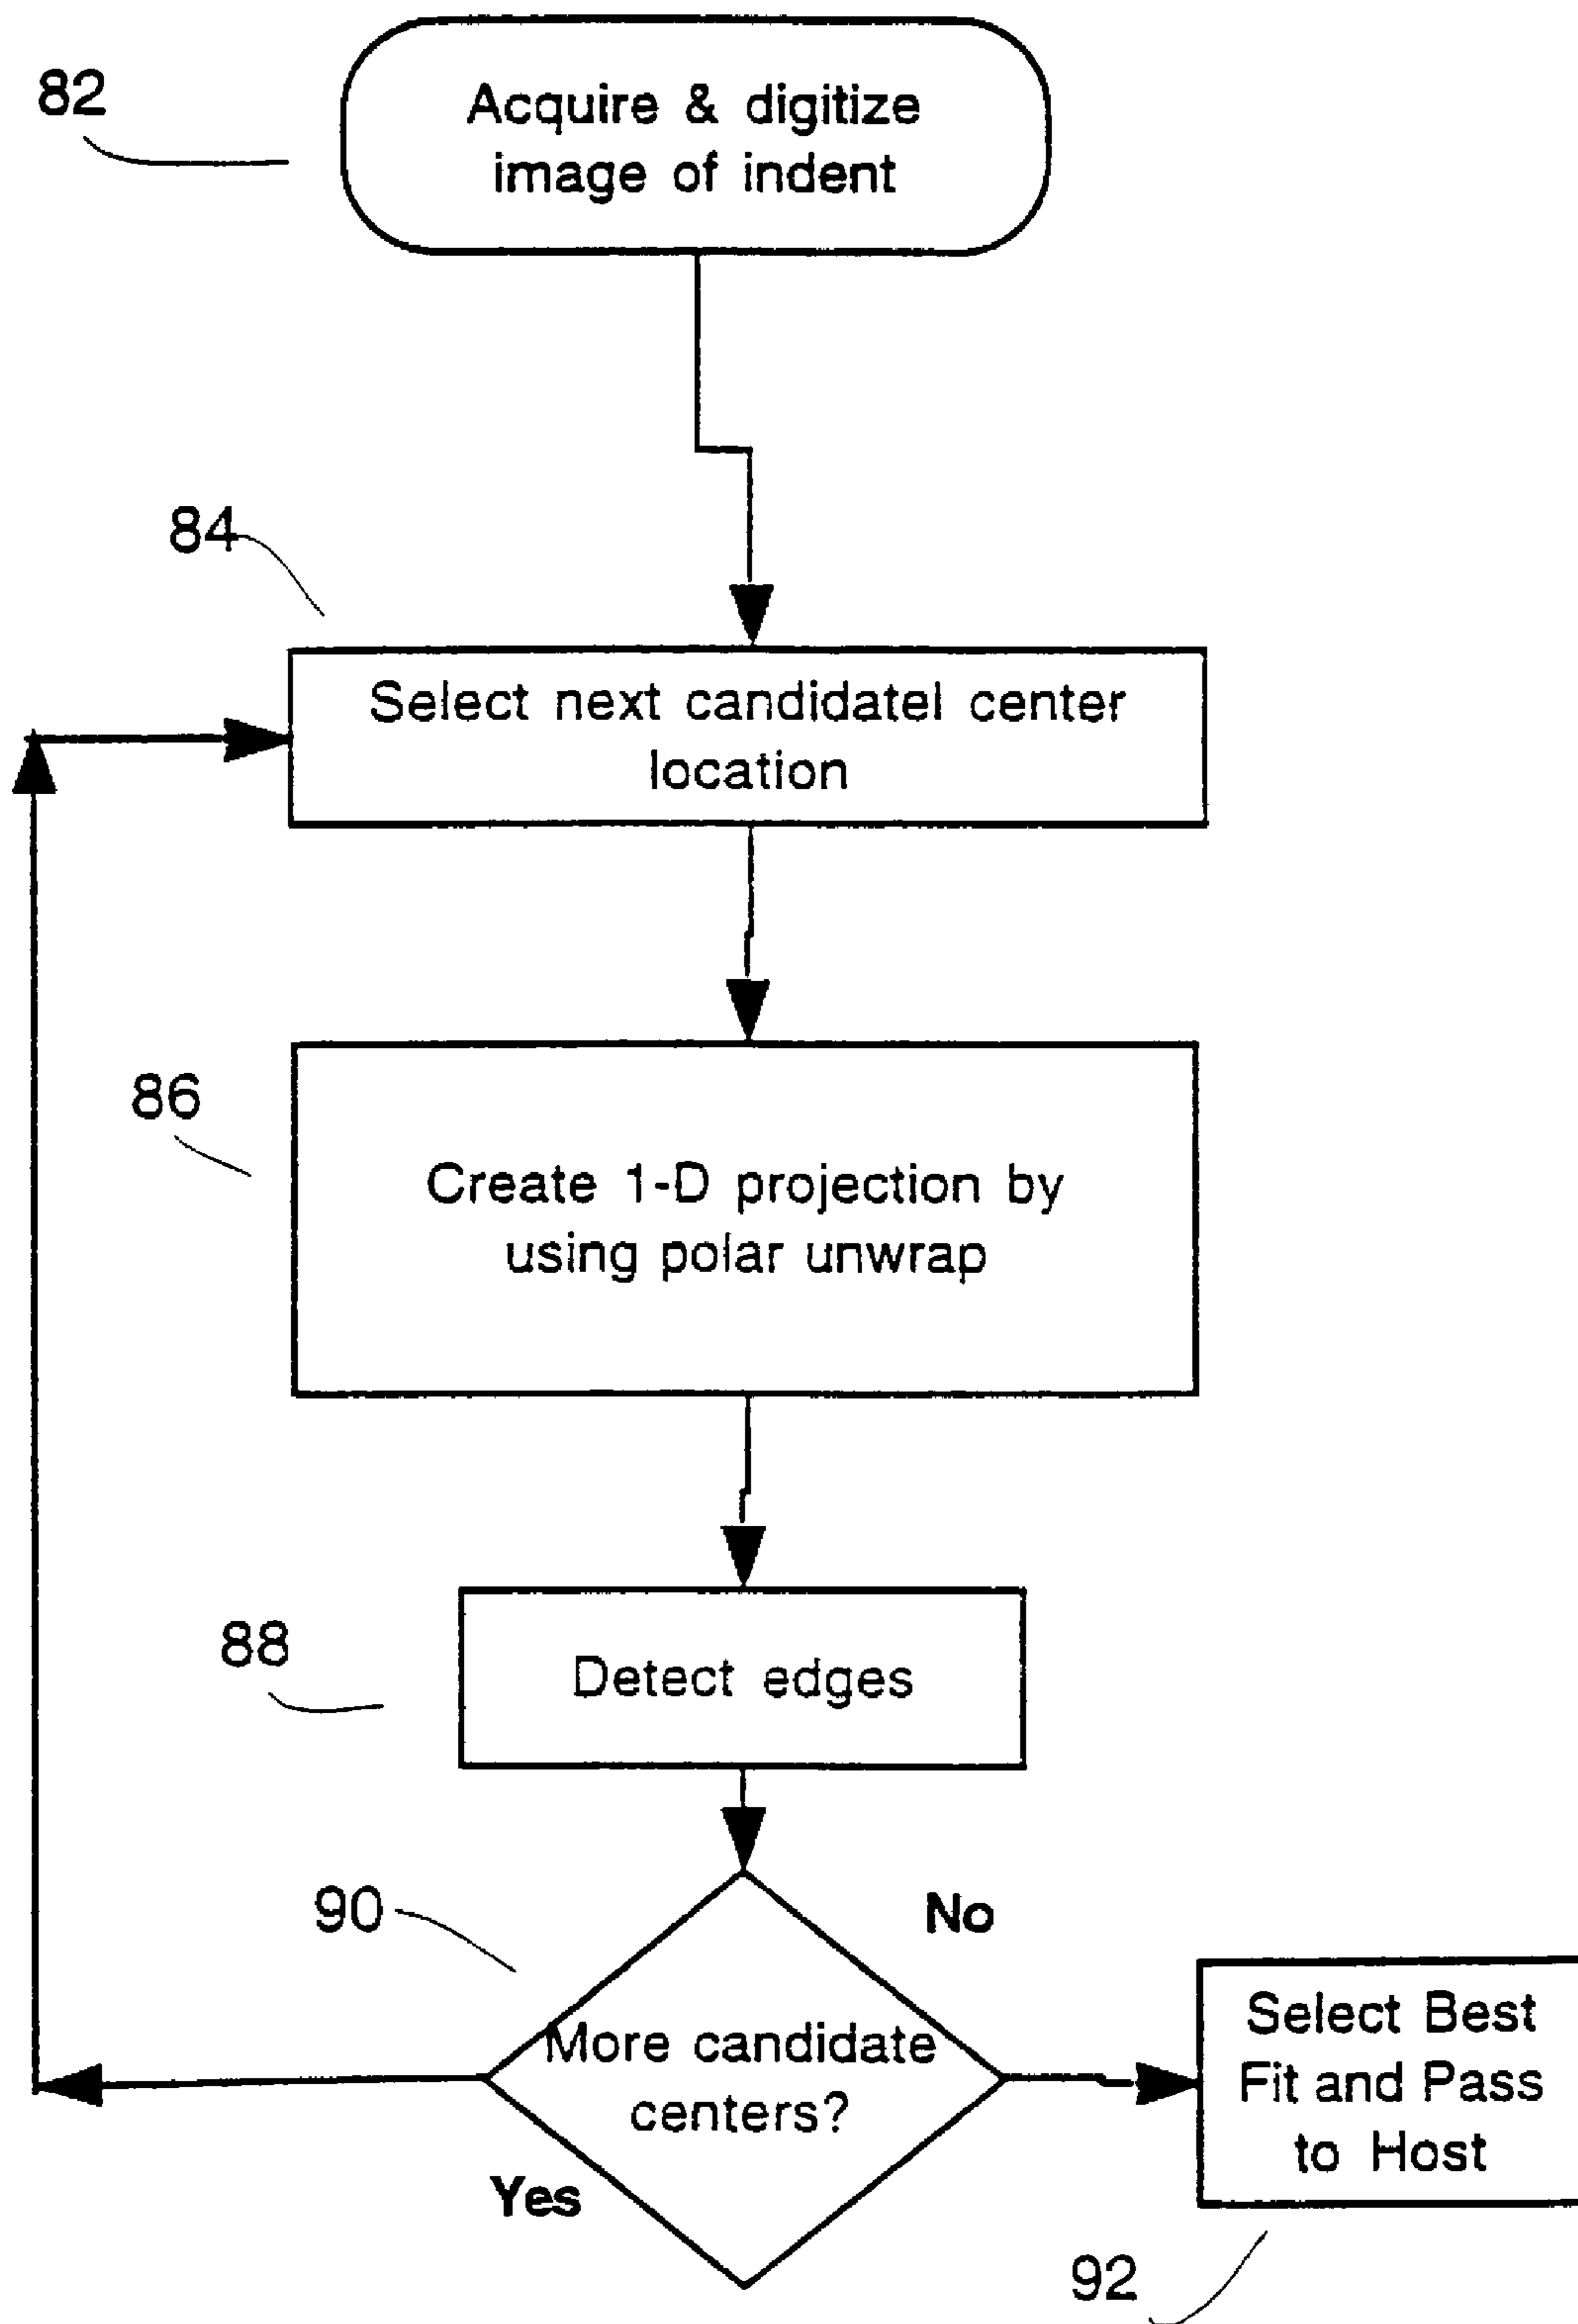 82
Acquire & digitize
image of indent
84
Select next candidatel center
location
86
Create 1-D projection by
using polar unwrap
88
Detect edges
90
No
More candidate
centers?
Yes
Select Best
Fit and Pass
to Host
92